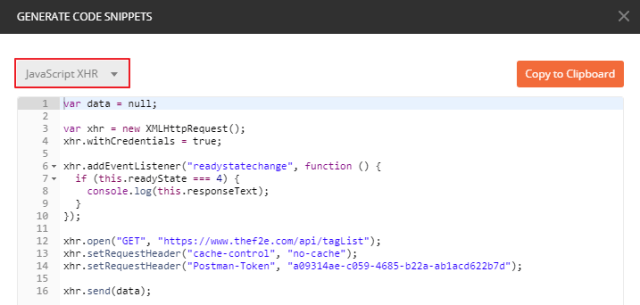 GENERATE CODE SNIPPETS
JavaScript XHR
Copy to Clipboard
1 var data = null;
2
3 var xhr = new XMLHttpRequest();
4 xhr.withCredentials = true;
5
6 xhr.addEventListener("readystatechange", function () {
7 if (this.readyState === 4) {
8 console.log(this.responseText);
9 }
10 });
11
12 xhr.open("GET", "https://www.thef2e.com/api/tagList");
13 xhr.setRequestHeader("cache-control", "no-cache");
14 xhr.setRequestHeader("Postman-Token", "a09314ae-c059-4685-b22a-ab1acd622b7d");
15
16 xhr.send(data);